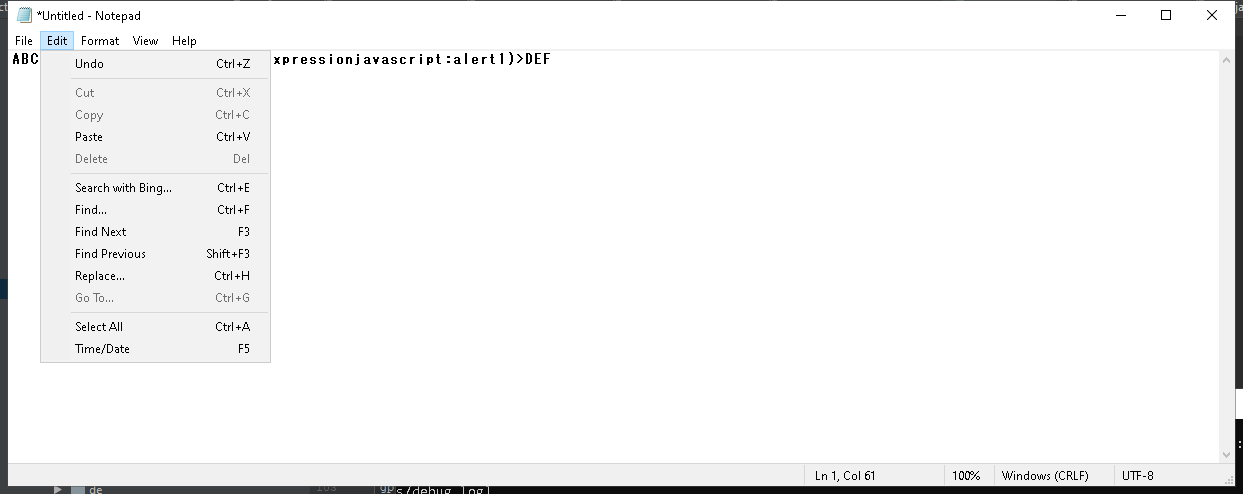 *Untitled - Notepad
File Edit Format View Help
ABC xpressionjavascript:alert1)>DEF
Undo Ctrl+Z
Cut Ctrl+X
Copy Ctrl+C
Paste Ctrl+V
Delete Del
Search with Bing... Ctrl+E
Find... Ctrl+F
Find Next F3
Find Previous Shift+F3
Replace... Ctrl+H
Go To... Ctrl+G
Select All Ctrl+A
Time/Date F5
Ln 1, Col 61 100% Windows (CRLF) UTF-8
de s/debug.log